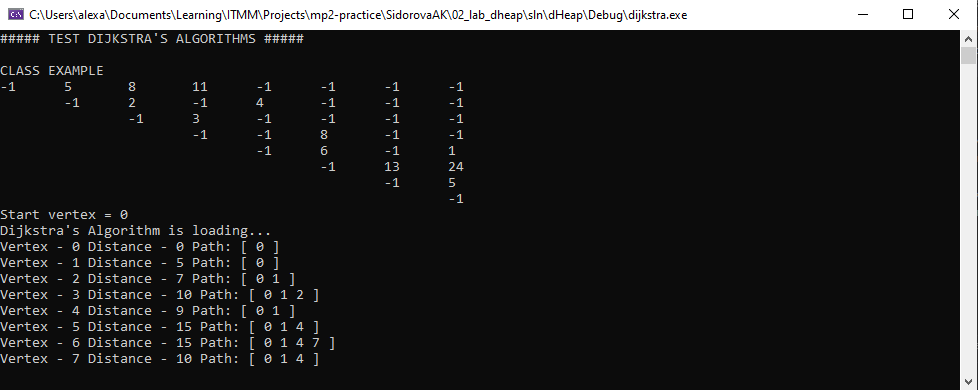 C:\Users\alexa\Documents\Learning\ITMM\Projects\mp2-practice\SidorovaAK\02_lab_dheap\sln\dHeap\Debug\dijkstra.exe
##### TEST DIJKSTRA'S ALGORITHMS #####
CLASS EXAMPLE
-1 5 8 11 -1 -1 -1 -1
-1 2 -1 4 -1 -1 -1
-1 3 -1 -1 -1 -1
-1 -1 8 -1 -1
-1 6 -1 1
-1 13 24
-1 5
-1
Start vertex = 0
Dijkstra's Algorithm is loading...
Vertex - 0 Distance - 0 Path: [ 0 ]
Vertex - 1 Distance - 5 Path: [ 0 ]
Vertex - 2 Distance - 7 Path: [ 0 1 ]
Vertex - 3 Distance - 10 Path: [ 0 1 2 ]
Vertex - 4 Distance - 9 Path: [ 0 1 ]
Vertex - 5 Distance - 15 Path: [ 0 1 4 ]
Vertex - 6 Distance - 15 Path: [ 0 1 4 7 ]
Vertex - 7 Distance - 10 Path: [ 0 1 4 ]